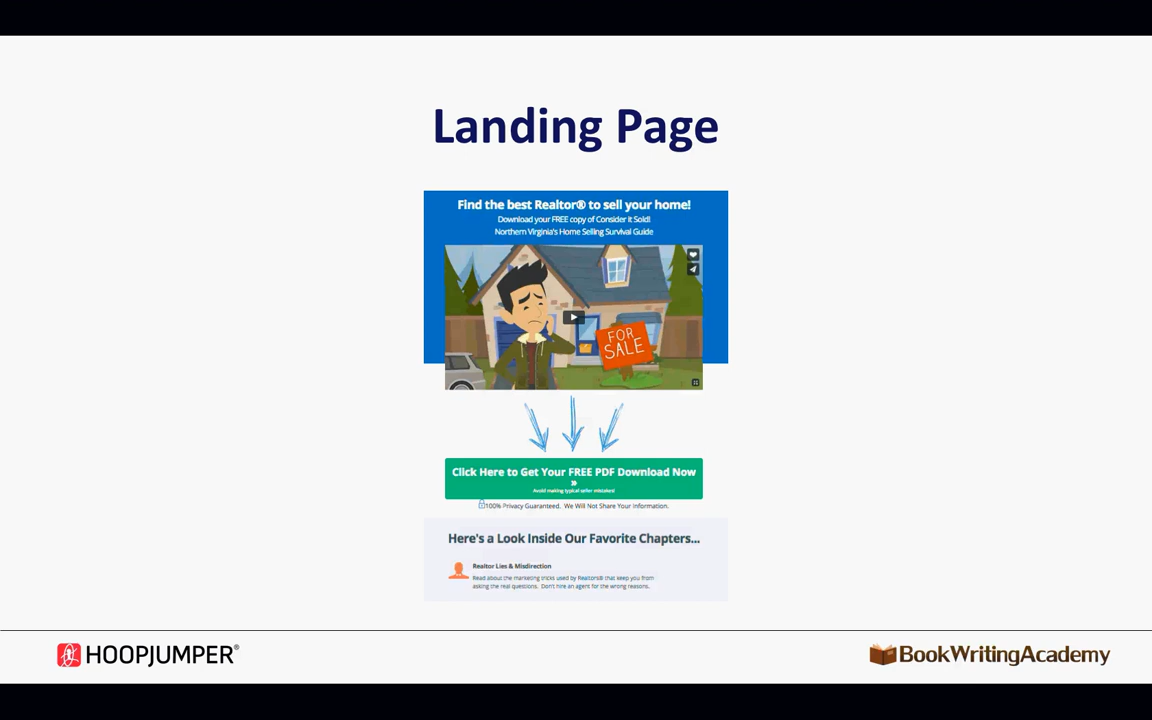 Landing Page
Find the best Realtor® to sell your home!
Download your FREE copy of Consider it Sold!
Northern Virginia's Home Selling Survival Guide
FOR
SALE
Click Here to Get Your FREE PDF Download Now
»
Avoid making typical seller mistakes!
100% Privacy Guaranteed. We Will Not Share Your Information.
Here's a Look Inside Our Favorite Chapters...
Realtor Lies & Misdirection
Read about the marketing tricks used by Realtors® that keep you from
asking the real questions. Don't hire an agent for the wrong reasons.
HOOPJUMPER®
BookWritingAcademy